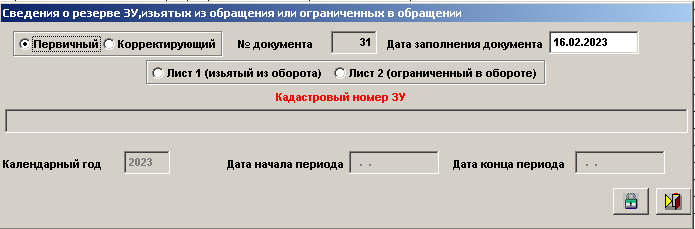 Сведения о резерве ЗУ,изьятых из обращения или ограниченных в обращении
Первичный Корректирующий № документа 31 Дата заполнения документа 16.02.2023
Лист 1 (изьятый из оборота) Лист 2 (ограниченный в обороте)
Кадастровый номер ЗУ
Календарный год 2023 Дата начала периода . . Дата конца периода . .